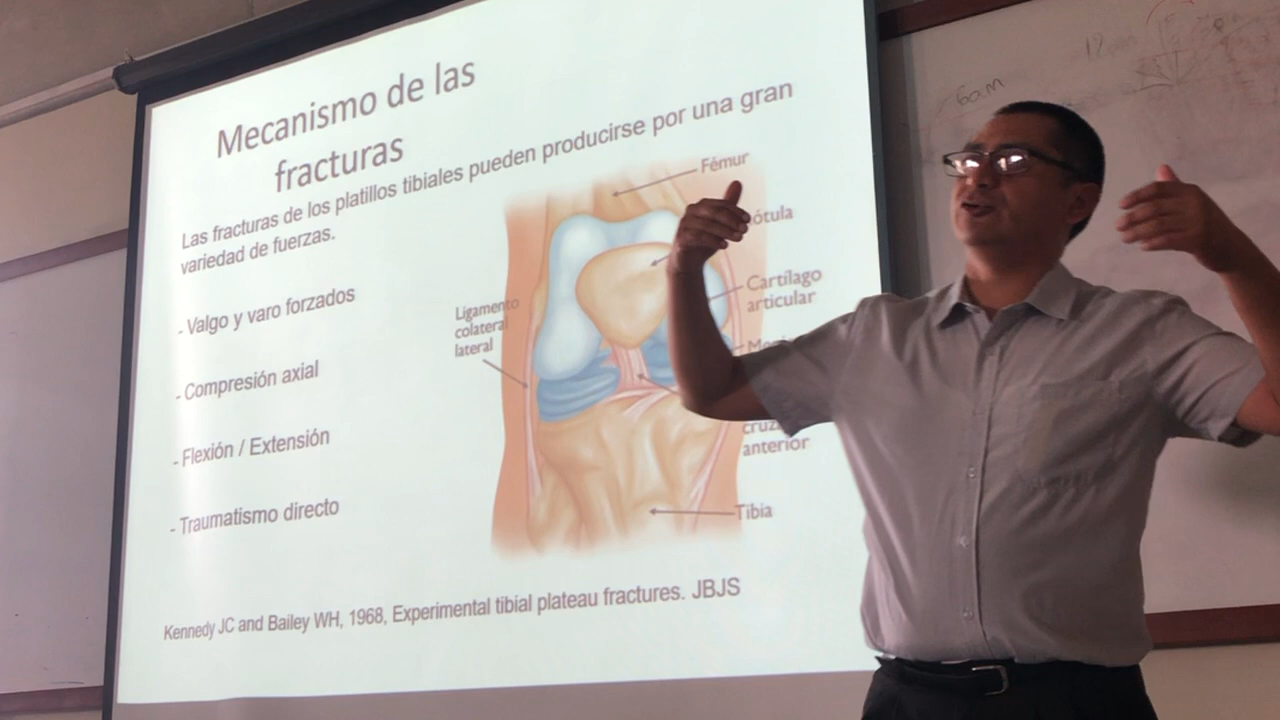 Mecanismo de las
fracturas
Las fracturas de los platillos tibiales pueden producirse por una gran
variedad de fuerzas.
- Valgo y varo forzados
- Compresión axial
- Flexión / Extensión
- Traumatismo directo
Fémur
ótula
Cartílago
articular
Ligamento
colateral
lateral
anterior
Tibia
Kennedy JC and Bailey WH, 1968, Experimental tibial plateau fractures. JBJS
12